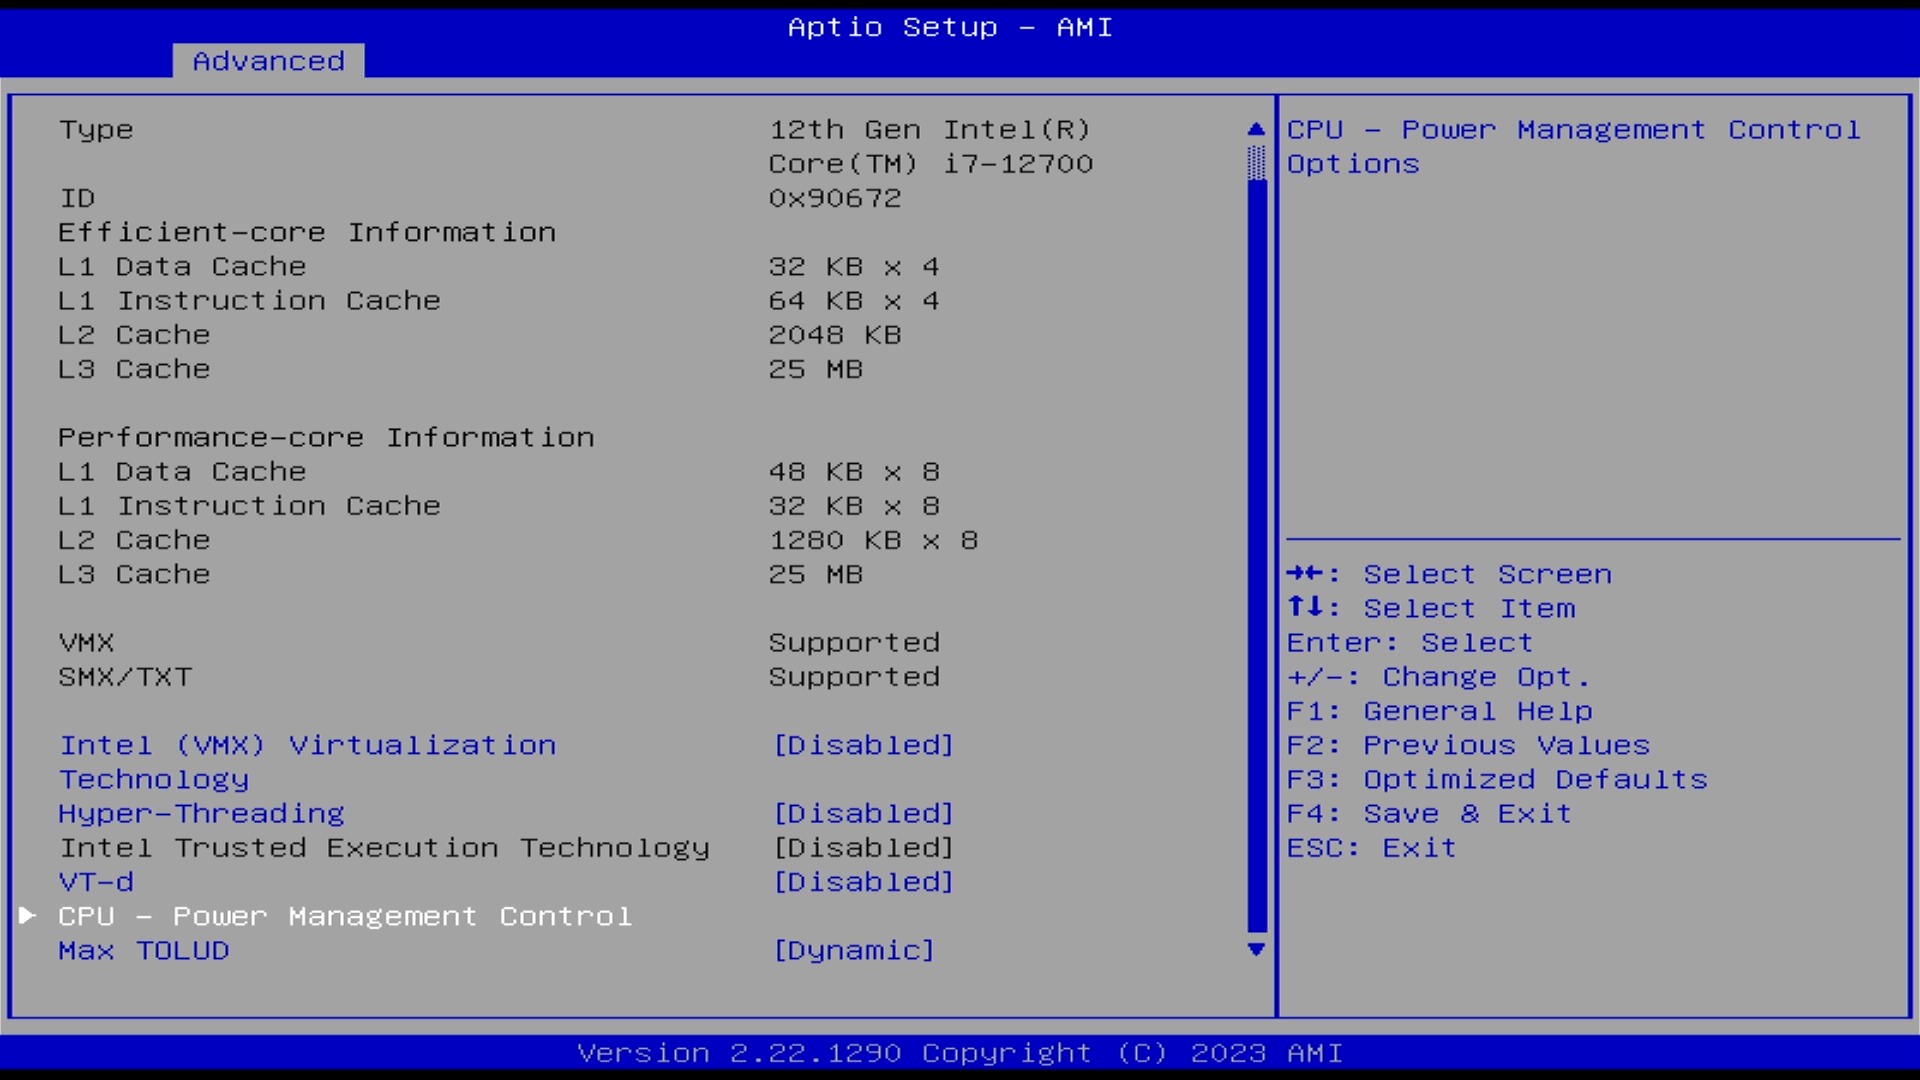 Aptio Setup - AMI
Advanced
Type 12th Gen Intel(R)
Core(TM) i7-12700
ID 0x90672
Efficient-core Information
L1 Data Cache 32 KB x 4
L1 Instruction Cache 64 KB x 4
L2 Cache 2048 KB
L3 Cache 25 MB
Performance-core Information
L1 Data Cache 48 KB x 8
L1 Instruction Cache 32 KB x 8
L2 Cache 1280 KB x 8
L3 Cache 25 MB
VMX Supported
SMX/TXT Supported
Intel (VMX) Virtualization [Disabled]
Technology
Hyper-Threading [Disabled]
Intel Trusted Execution Technology [Disabled]
VT-d [Disabled]
► CPU - Power Management Control
Max TOLUD [Dynamic]
CPU - Power Management Control
Options
→←: Select Screen
↑↓: Select Item
Enter: Select
+/-: Change Opt.
F1: General Help
F2: Previous Values
F3: Optimized Defaults
F4: Save & Exit
ESC: Exit
Version 2.22.1290 Copyright (C) 2023 AMI